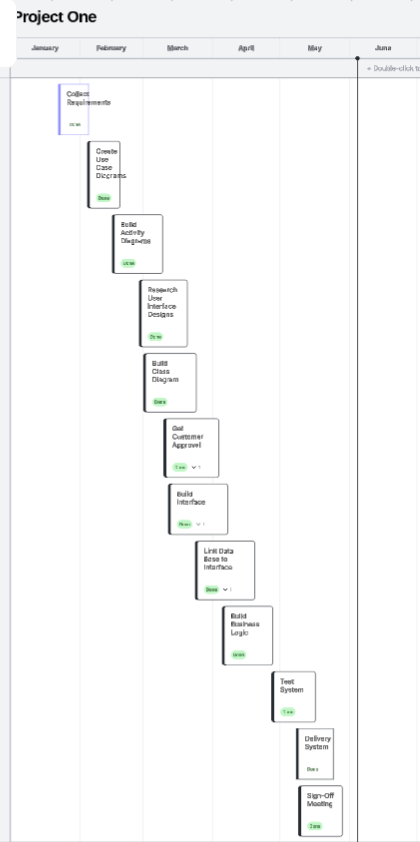 Project One
January February March April May June
+ Double-click to
Collect
Requirements
Done
Create
Use
Case
Diagrams
Done
Build
Activity
Diagrams
Done
Research
User
Interface
Designs
Done
Build
Class
Diagram
Done
Get
Customer
Approval
Done
Build
Interface
Done
Link Data
Base to
Interface
Done
Build
Business
Logic
Done
Test
System
Done
Delivery
System
Done
Sign-Off
Meeting
Done